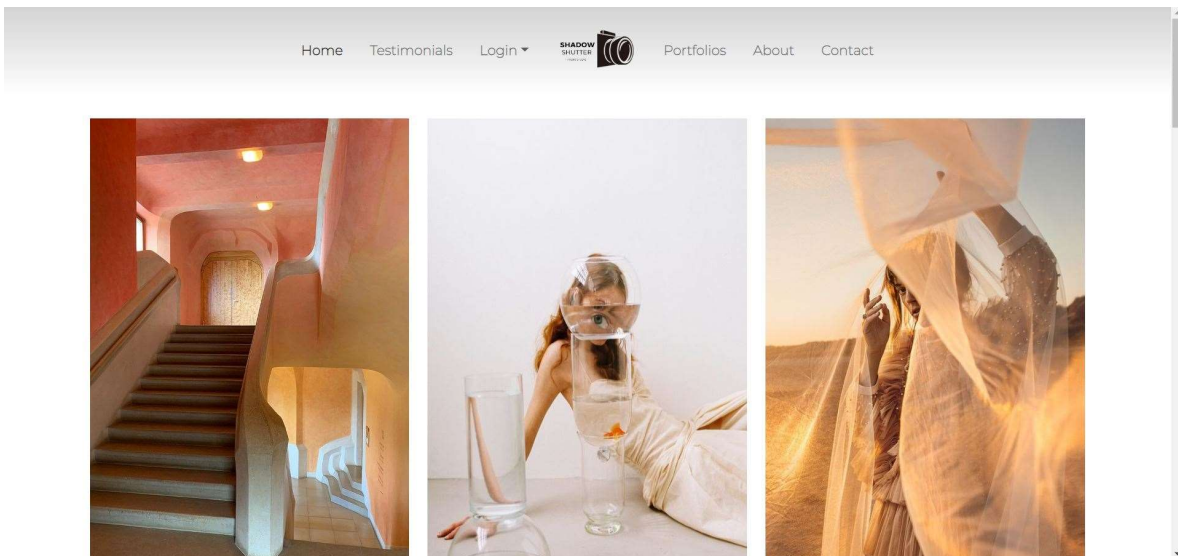 Home
Testimonials
Login
SHADOW
SHUTTER
Portfolios
About
Contact